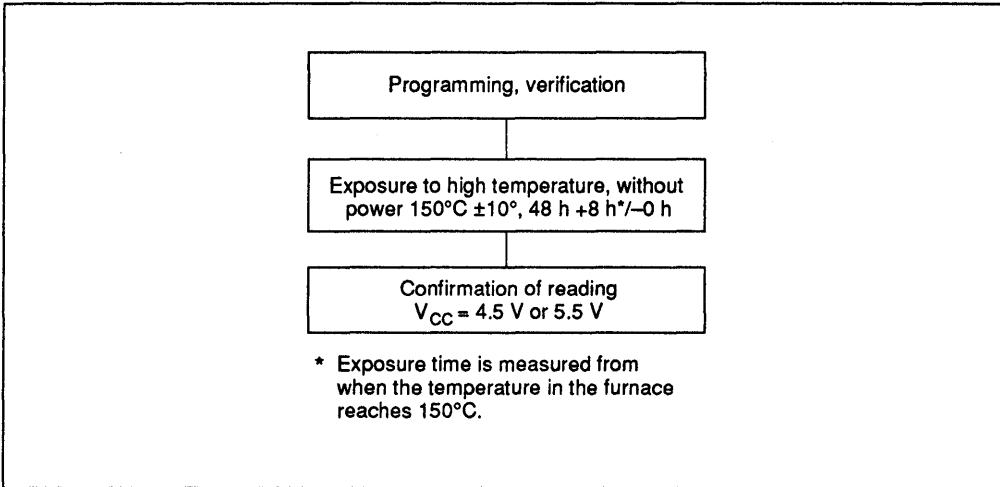 Programming, verification
Exposure to high temperature, without
power 150°C ±10°, 48 h +8 h*/–0 h
Confirmation of reading
VCC = 4.5 V or 5.5 V
* Exposure time is measured from
when the temperature in the furnace
reaches 150°C.